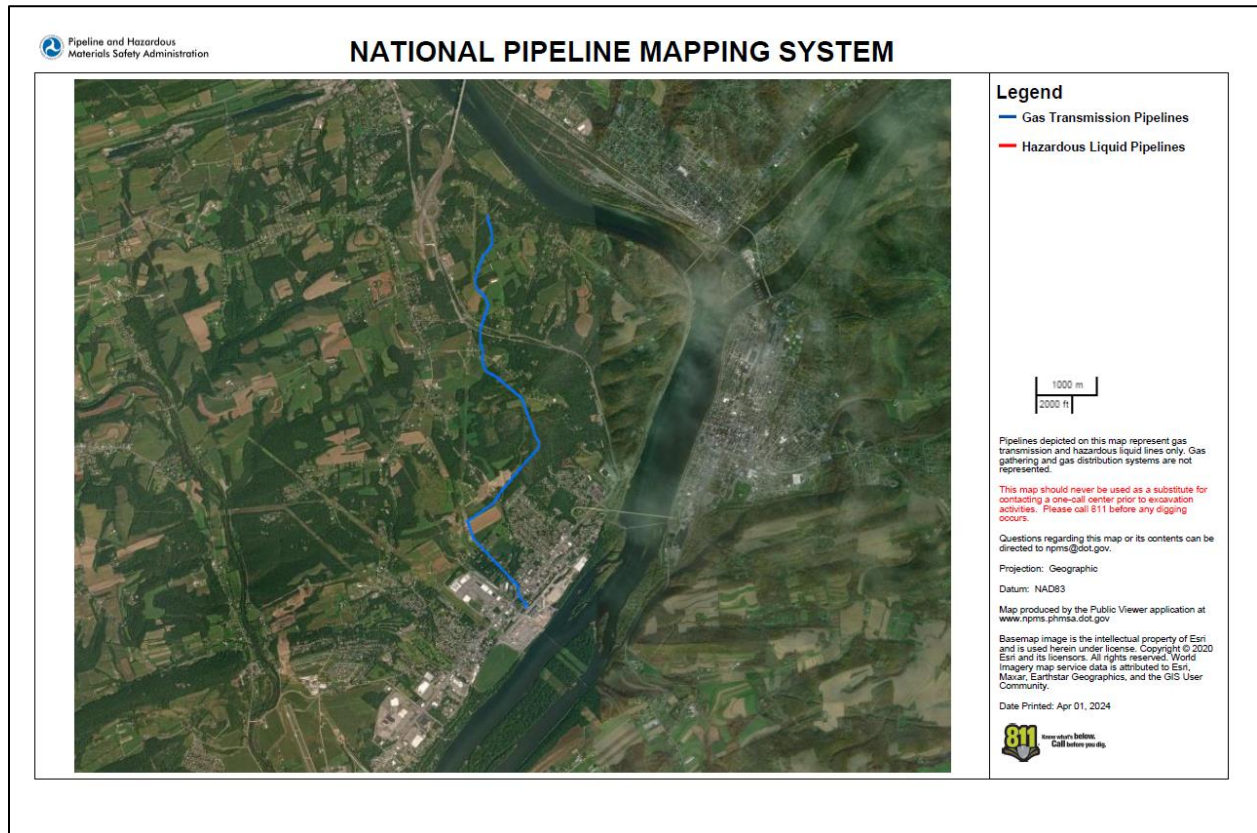 Pipeline and Hazardous
Materials Safety Administration
NATIONAL PIPELINE MAPPING SYSTEM
Legend
Gas Transmission Pipelines
Hazardous Liquid Pipelines
1000 m
2000 ft
Pipelines depicted on this map represent gas
transmission and hazardous liquid lines only. Gas
gathering and gas distribution systems are not
represented.
This map should never be used as a substitute for
contacting a one-call center prior to excavation
activities. Please call 811 before any digging
occurs.
Questions regarding this map or its contents can be
directed to npms@dot.gov.
Projection: Geographic
Datum: NAD83
Map produced by the Public Viewer application at
www.npms.phmsa.dot.gov
Basemap image is the intellectual property of Esri
and is used herein under license. Copyright © 2020
Esri and its licensors. All rights reserved. World
Imagery map service data is attributed to Esri,
Maxar, Earthstar Geographics, and the GIS User
Community.
Date Printed: Apr 01, 2024
811
Know what's below.
Call before you dig.